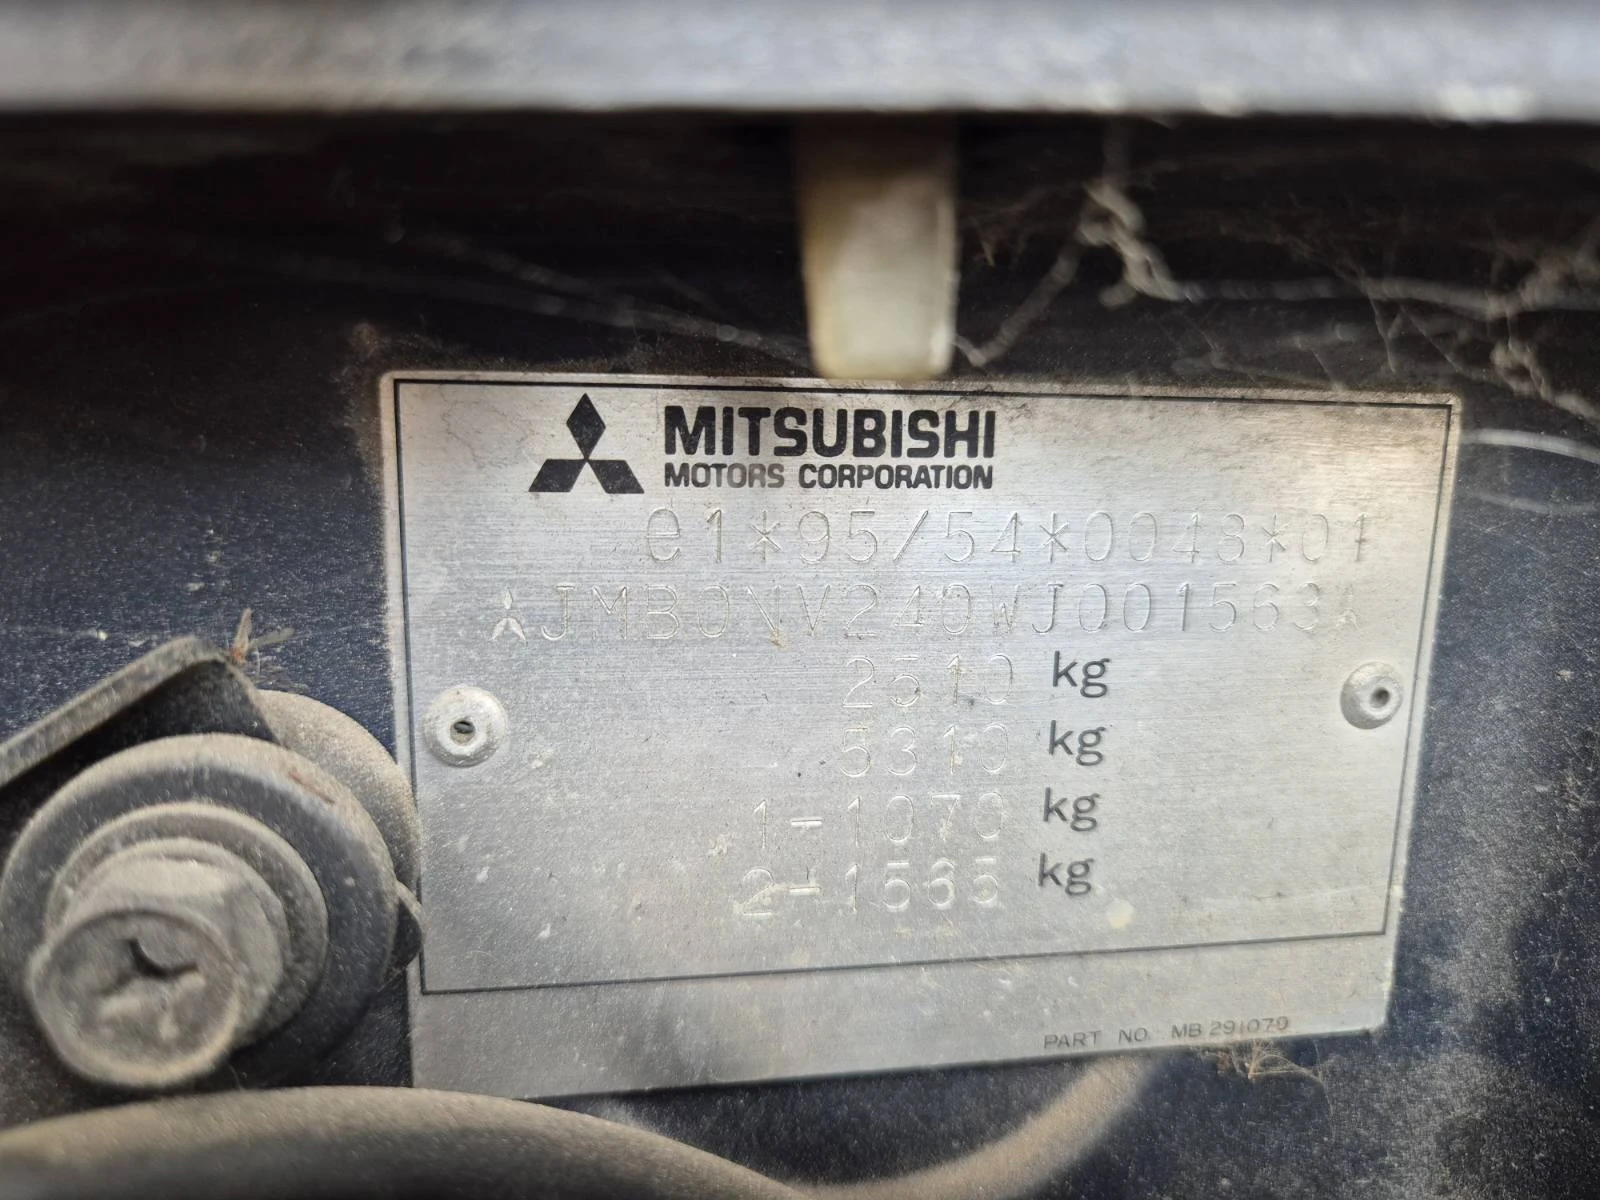 MITSUBISHI
MOTORS CORPORATION
e1*95/54*0043*01
JMB0NV240WJ001563
2510 kg
5310 kg
1-1070 kg
2-1565 kg
PART NO. MB 291079